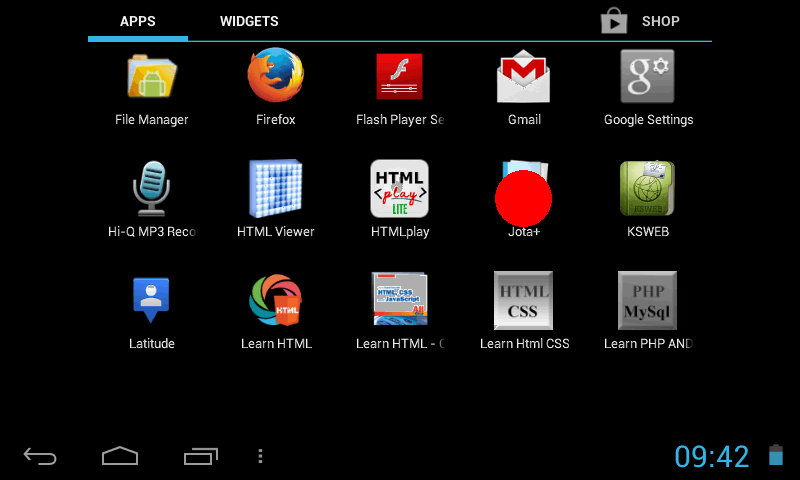 APPS WIDGETS SHOP
File Manager Firefox Flash Player Se Gmail Google Settings
HTML play LITE
KSWEB
Hi-Q MP3 Reco HTML Viewer HTMLplay Jota+ KSWEB
HTML
HTML, CSS JavaScript All
HTML CSS
PHP MySql
Latitude Learn HTML Learn HTML - C Learn Html CSS Learn PHP AND
09:42